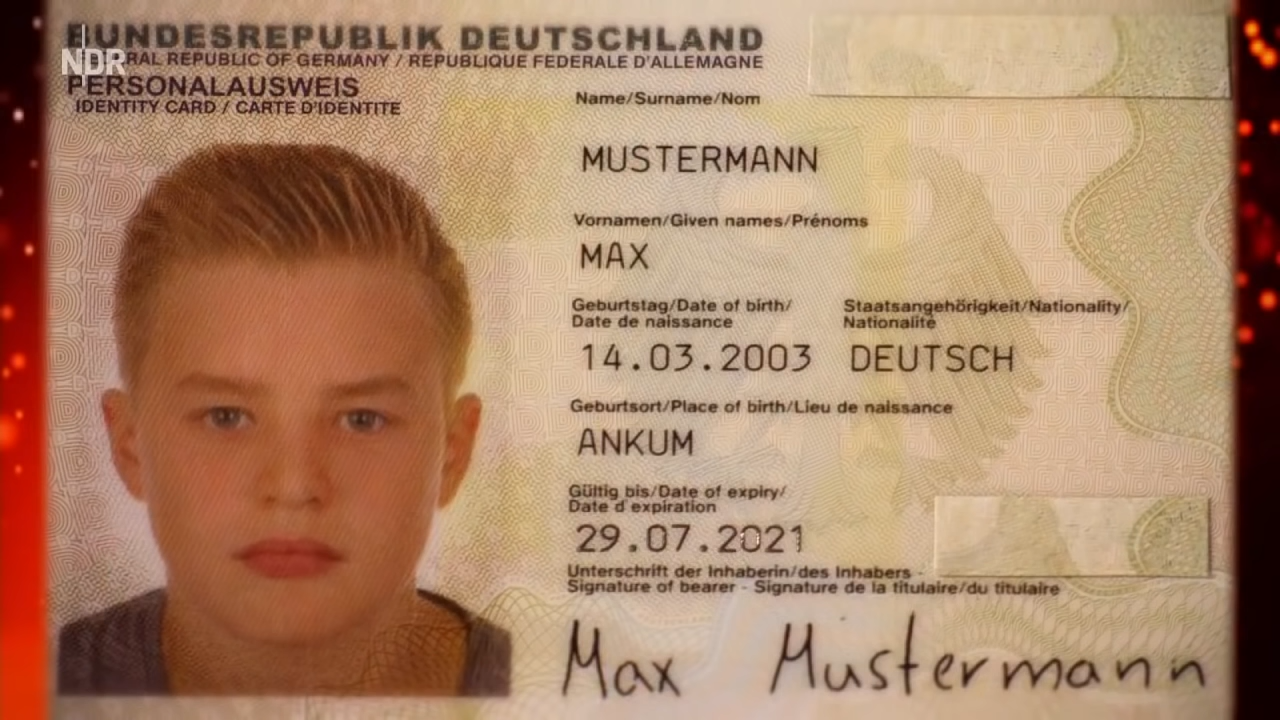 BUNDESREPUBLIK DEUTSCHLAND
NDR
FEDERAL REPUBLIC OF GERMANY / REPUBLIQUE FEDERALE D'ALLEMAGNE
PERSONALAUSWEIS
IDENTITY CARD / CARTE D'IDENTITE
Name/Surname/Nom
MUSTERMANN
Vornamen/Given names/Prénoms
MAX
Geburtstag/Date of birth/
Date de naissance
Staatsangehörigkeit/Nationality/
Nationalité
14.03.2003
DEUTSCH
Geburtsort/Place of birth/Lieu de naissance
ANKUM
Gültig bis/Date of expiry/
Date d'expiration
29.07.2021
Unterschrift der Inhaberin/des Inhabers -
Signature of bearer - Signature de la titulaire/du titulaire
Max Mustermann